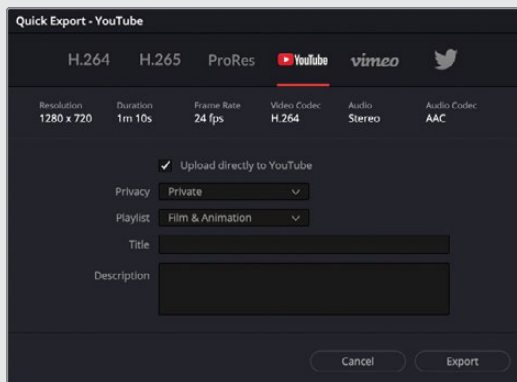 Quick Export - YouTube
H.264 H.265 ProRes YouTube vimeo
Resolution Duration Frame Rate Video Codec Audio Audio Codec
1280 x 720 1m 10s 24 fps H.264 Stereo AAC
Upload directly to YouTube
Privacy Private
Playlist Film & Animation
Title
Description
Cancel Export